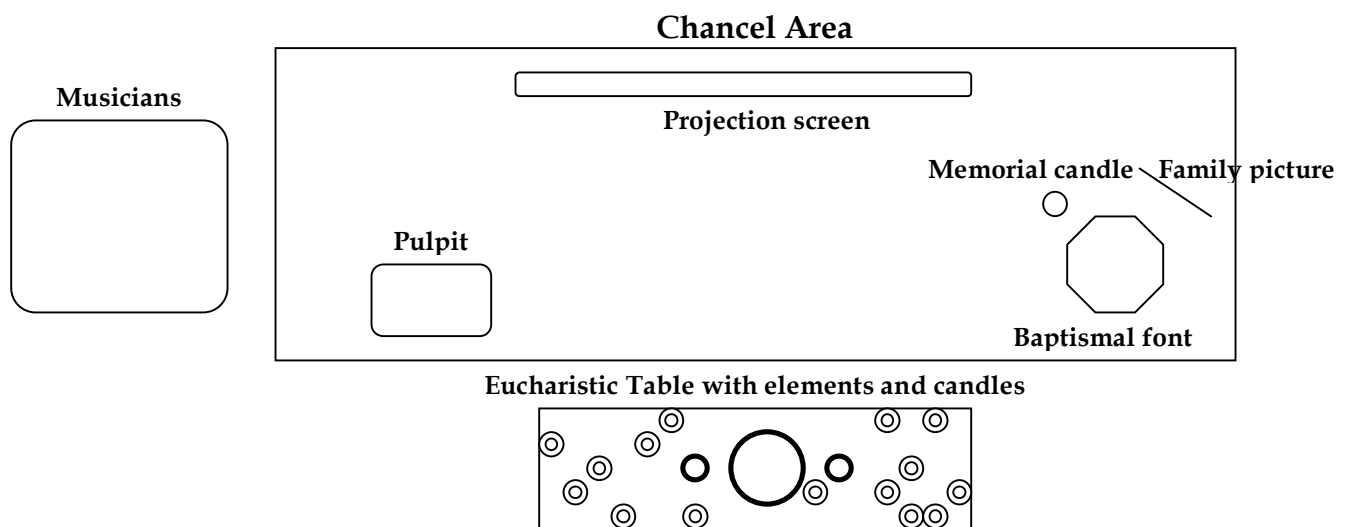 Chancel Area
Musicians
Projection screen
Memorial candle
Family picture
Pulpit
Baptismal font
Eucharistic Table with elements and candles